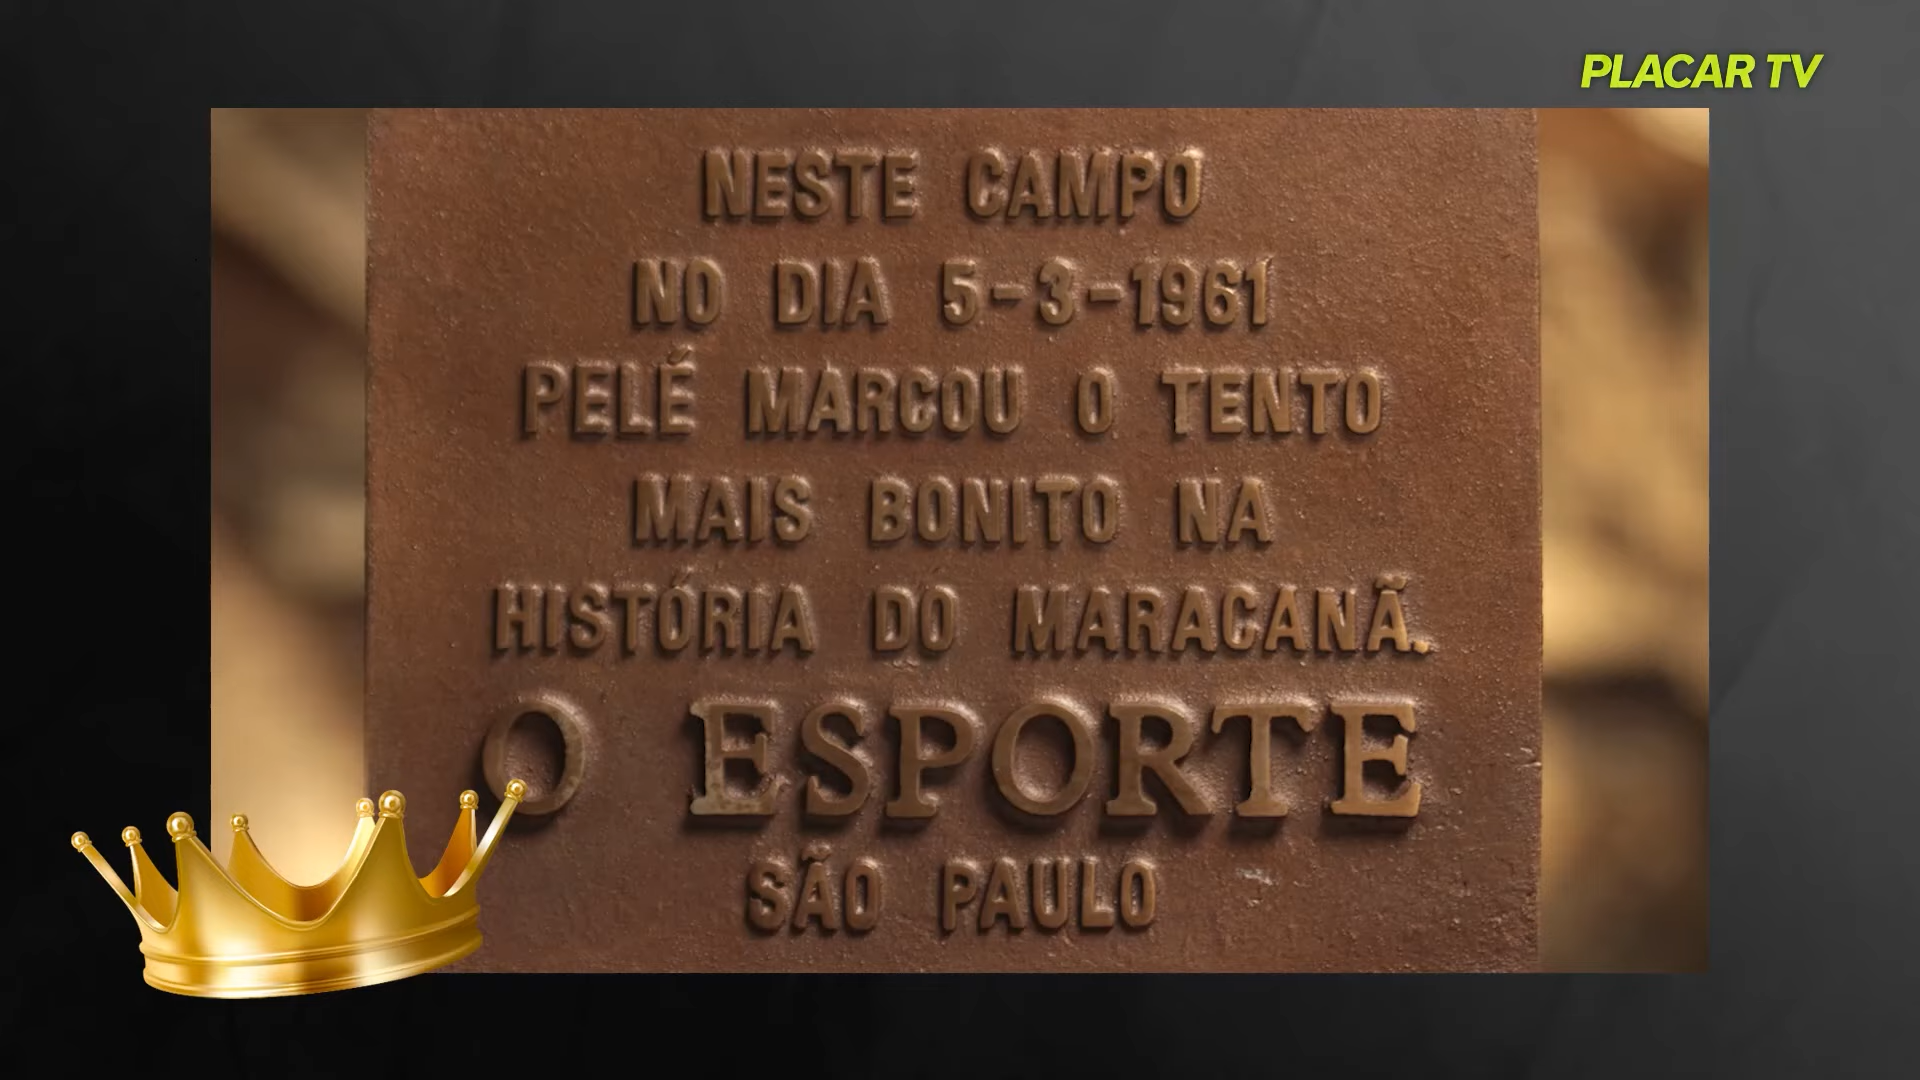 PLACAR TV
NESTE CAMPO
NO DIA 5-3-1961
PELÉ MARCOU O TENTO
MAIS BONITO NA
HISTÓRIA DO MARACANÃ.
O ESPORTE
SÃO PAULO